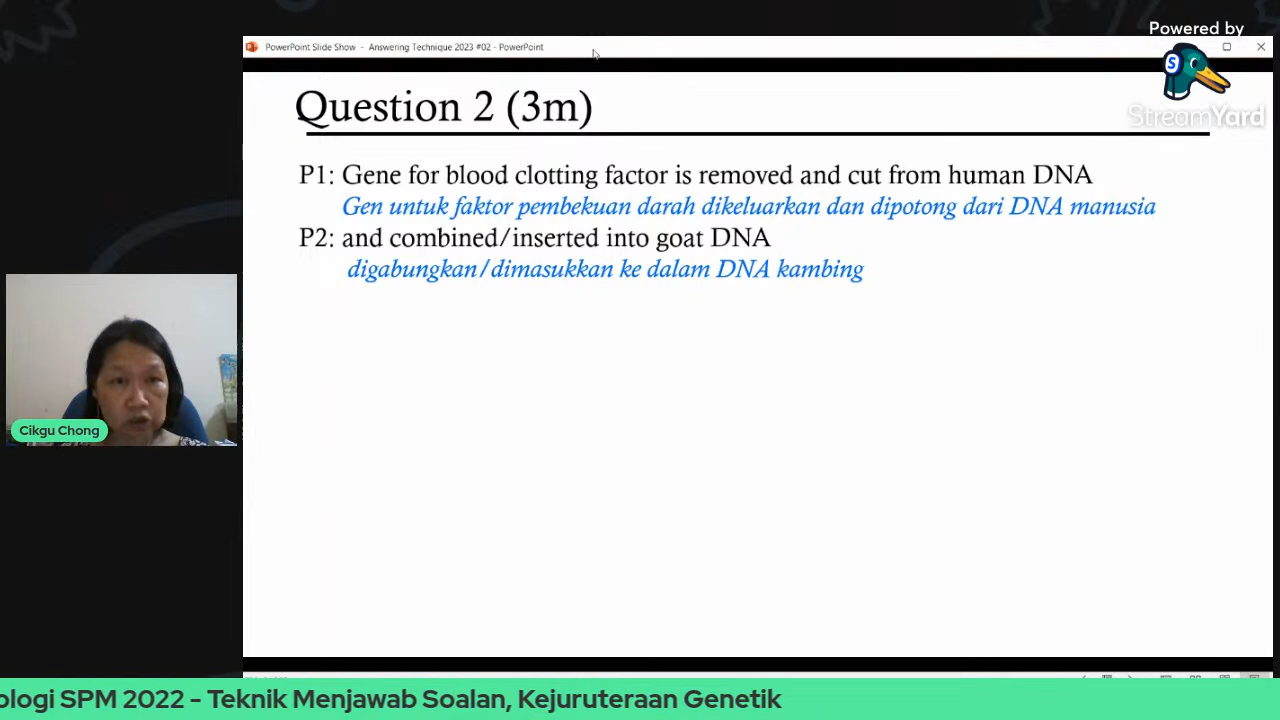 Powered by
StreamYard
PowerPoint Slide Show - Answering Technique 2023 #02 - PowerPoint
Question 2 (3m)
P1: Gene for blood clotting factor is removed and cut from human DNA
Gen untuk faktor pembekuan darah dikeluarkan dan dipotong dari DNA manusia
P2: and combined/inserted into goat DNA
digabungkan/dimasukkan ke dalam DNA kambing
Cikgu Chong
ologi SPM 2022 - Teknik Menjawab Soalan, Kejuruteraan Genetik